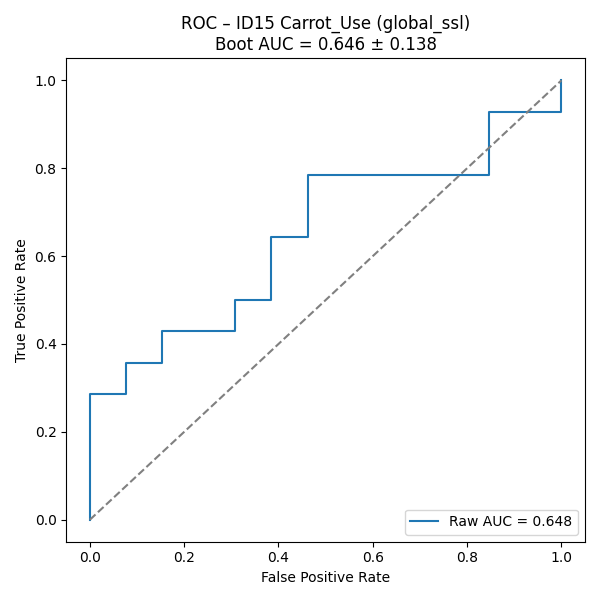 ROC – ID15 Carrot_Use (global_ssl)
Boot AUC = 0.646 ± 0.138
True Positive Rate
1.0
0.8
0.6
0.4
0.2
0.0
Raw AUC = 0.648
0.0 0.2 0.4 0.6 0.8 1.0
False Positive Rate